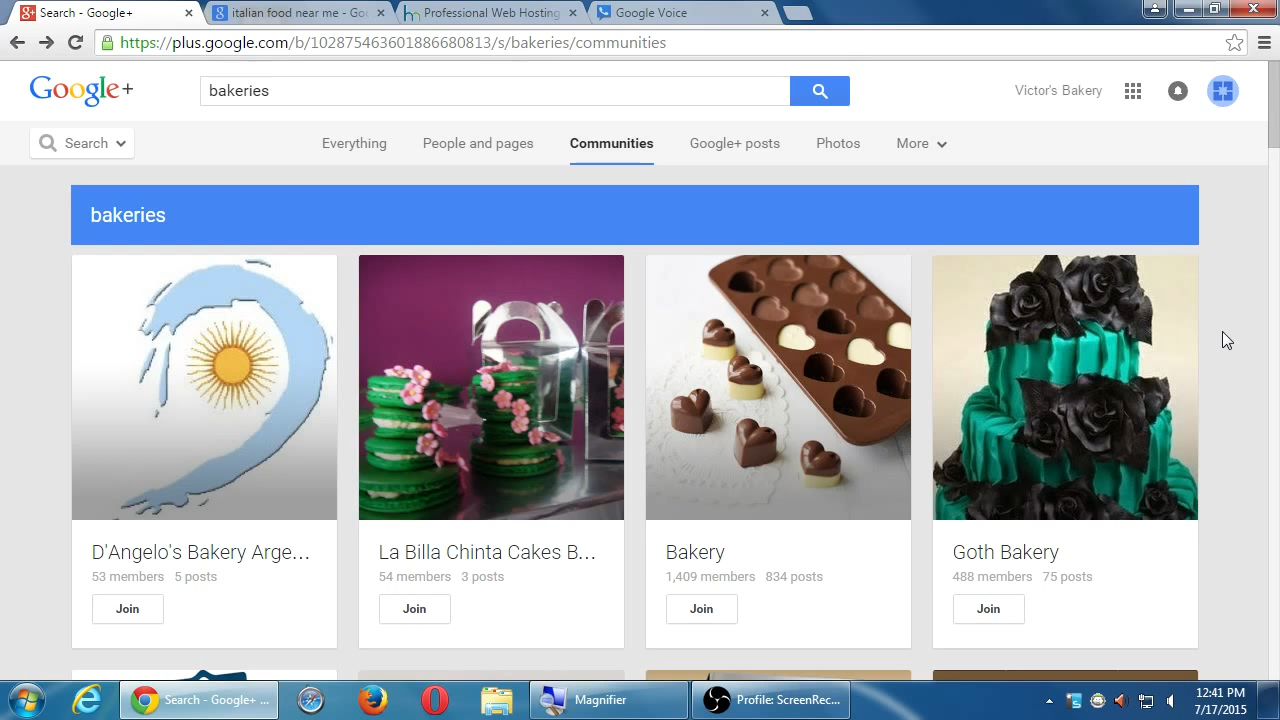 Search - Google+
italian food near me - Goo
Professional Web Hosting
Google Voice
https://plus.google.com/b/102875463601886680813/s/bakeries/communities
Google+
bakeries
Victor's Bakery
Search
Everything
People and pages
Communities
Google+ posts
Photos
More
bakeries
D'Angelo's Bakery Arge...
La Billa Chinta Cakes B...
Bakery
Goth Bakery
53 members 5 posts
54 members 3 posts
1,409 members 834 posts
488 members 75 posts
Join
Join
Join
Join
Search - Google+ ...
Magnifier
Profile: ScreenRec...
12:41 PM
7/17/2015